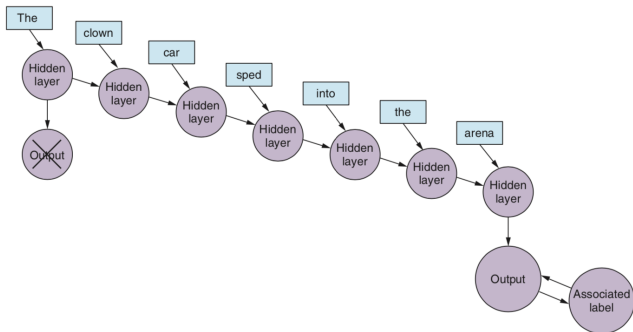 The
clown
car
sped
into
the
arena
Hidden
layer
Hidden
layer
Hidden
layer
Hidden
layer
Hidden
layer
Hidden
layer
Hidden
layer
Output
Output
Associated
label